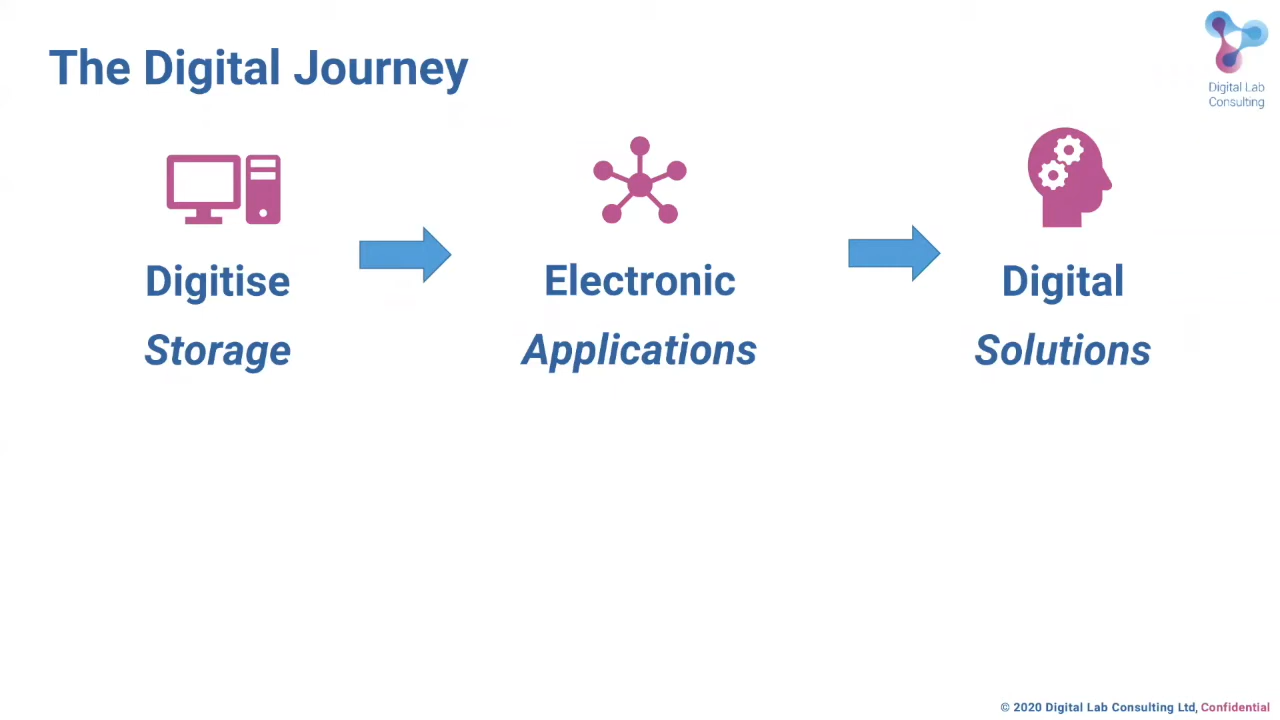 The Digital Journey
Digital Lab
Consulting
Digitise
Storage
Electronic
Applications
Digital
Solutions
© 2020 Digital Lab Consulting Ltd, Confidential